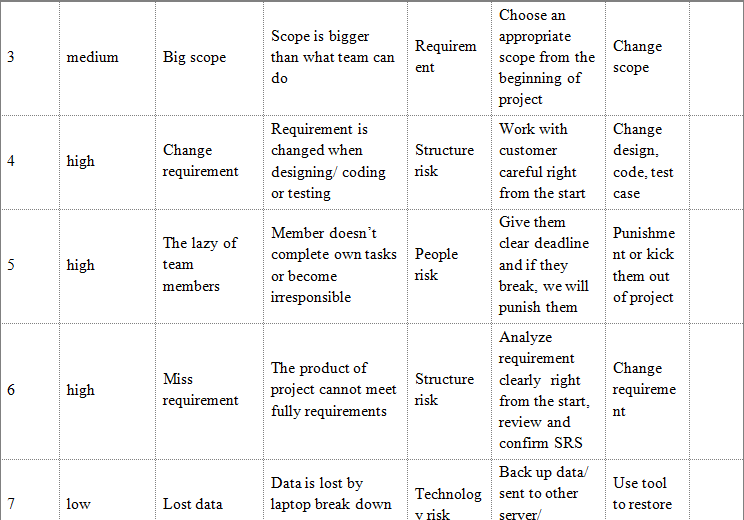 3
medium
Big scope
Scope is bigger
than what team can
do
Requirem
ent
Choose an
appropriate
scope from the
beginning of
project
Change
scope
4
high
Change
requirement
Requirement is
changed when
designing/ coding
or testing
Structure
risk
Work with
customer
careful right
from the start
Change
design,
code, test
case
5
high
The lazy of
team
members
Member doesn’t
complete own tasks
or become
irresponsible
People
risk
Give them
clear deadline
and if they
break, we will
punish them
Punishme
nt or kick
them out
of project
6
high
Miss
requirement
The product of
project cannot meet
fully requirements
Structure
risk
Analyze
requirement
clearly right
from the start,
review and
confirm SRS
Change
requireme
nt
7
low
Lost data
Data is lost by
laptop break down
Technolog
y risk
Back up data/
sent to other
server/
Use tool
to restore